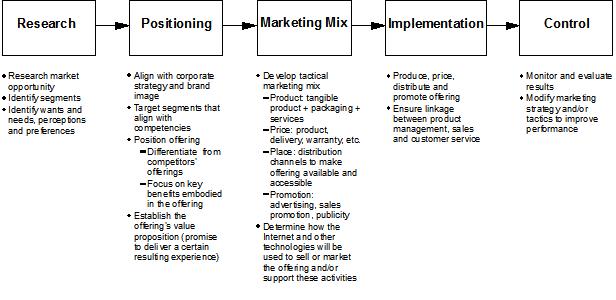 Research
Positioning
Marketing Mix
Implementation
Control
• Research market
opportunity
• Identify segments
• Identify wants and
needs, perceptions
and preferences
• Align with corporate
strategy and brand
image
• Target segments that
align with
competencies
• Position offering
– Differentiate from
competitors'
offerings
– Focus on key
benefits embodied
in the offering
• Establish the
offering's value
proposition (promise
to deliver a certain
resulting experience)
• Develop tactical
marketing mix
– Product: tangible
product + packaging +
services
– Price: product,
delivery, warranty, etc.
– Place: distribution
channels to make
offering available and
accessible
– Promotion:
advertising, sales
promotion, publicity
• Determine how the
Internet and other
technologies will be
used to sell or market
the offering and/or
support these activities
• Produce, price,
distribute and
promote offering
• Ensure linkage
between product
management, sales
and customer service
• Monitor and evaluate
results
• Modify marketing
strategy and/or
tactics to improve
performance